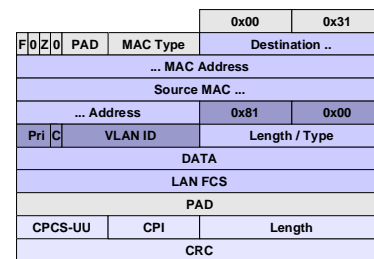 0x00 0x31
F 0 Z 0 PAD MAC Type Destination ..
... MAC Address
Source MAC ...
... Address 0x81 0x00
Pri C VLAN ID Length / Type
DATA
LAN FCS
PAD
CPCS-UU CPI Length
CRC